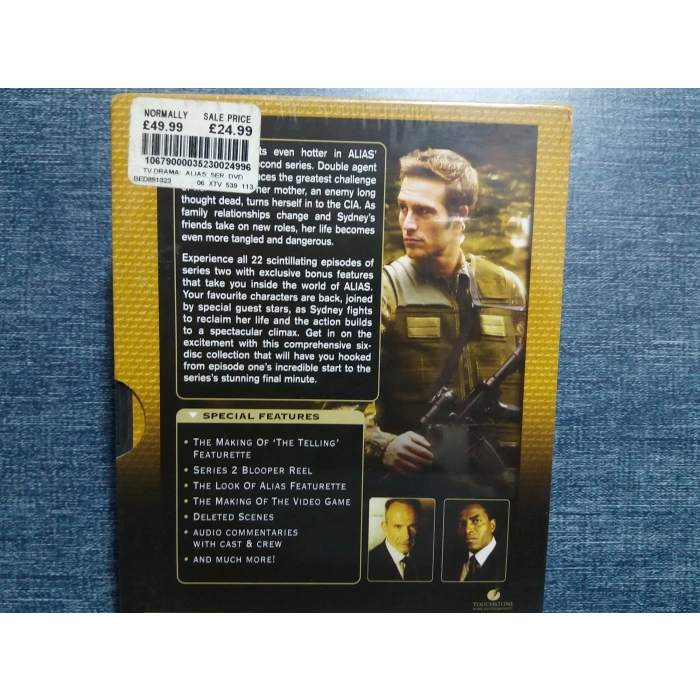 NORMALLY SALE PRICE
£49.99 £24.99
10679000035230024996
TV DRAMA: ALIAS SER DVD
BED881323 06 XTV 539 113
even hotter in ALIAS'
second series. Double agent
the greatest challenge
her mother, an enemy long
thought dead, turns herself in to the CIA. As
family relationships change and Sydney's
friends take on new roles, her life becomes
even more tangled and dangerous.
Experience all 22 scintillating episodes of
series two with exclusive bonus features
that take you inside the world of ALIAS.
Your favourite characters are back, joined
by special guest stars, as Sydney fights
to reclaim her life and the action builds
to a spectacular climax. Get in on the
excitement with this comprehensive six-
disc collection that will have you hooked
from episode one's incredible start to the
series's stunning final minute.
SPECIAL FEATURES
• THE MAKING OF 'THE TELLING'
FEATURETTE
• SERIES 2 BLOOPER REEL
• THE LOOK OF ALIAS FEATURETTE
• THE MAKING OF THE VIDEO GAME
• DELETED SCENES
• AUDIO COMMENTARIES
WITH CAST & CREW
• AND MUCH MORE!
TOUCHSTONE
HOME ENTERTAINMENT